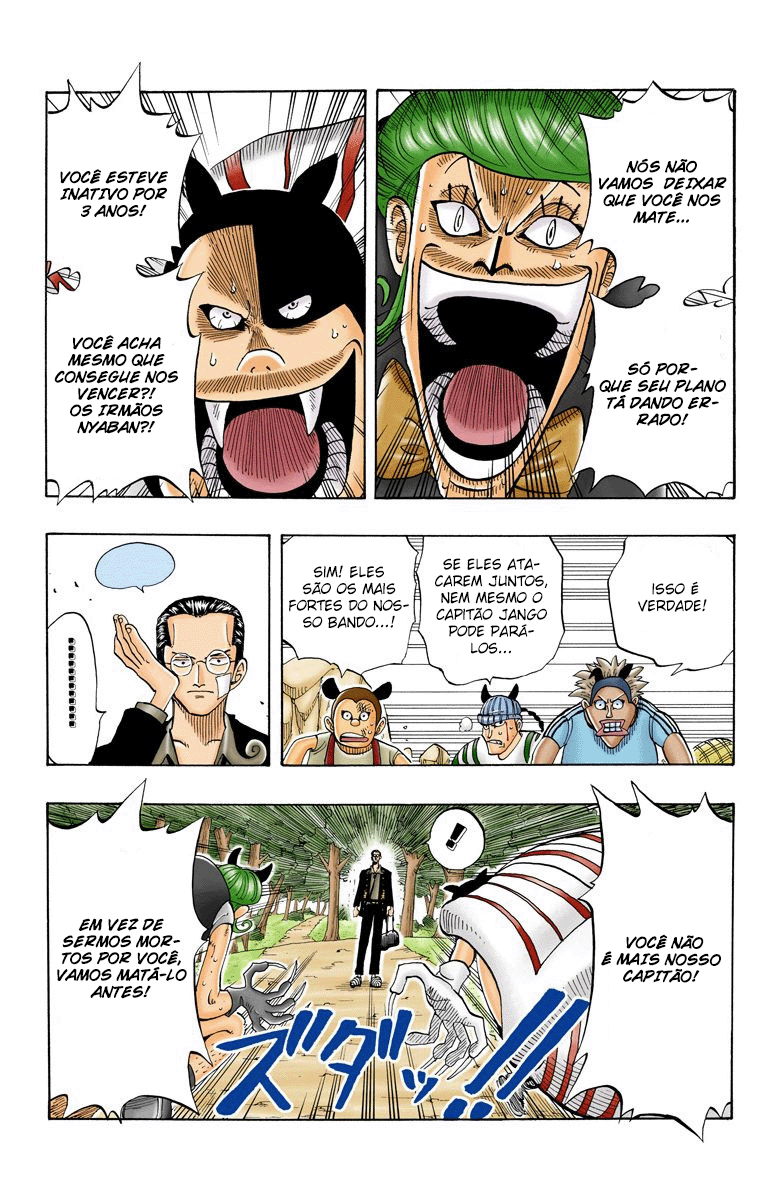 NÓS NÃO
VAMOS DEIXAR
QUE VOCÊ NOS
MATE...
SÓ POR-
QUE SEU PLANO
TÁ DANDO ER-
RADO!
VOCÊ ESTEVE
INATIVO POR
3 ANOS!
VOCÊ ACHA
MESMO QUE
CONSEGUE NOS
VENCER?!
OS IRMÃOS
NYABAN?!
ISSO É
VERDADE!
SE ELES ATA-
CAREM JUNTOS,
NEM MESMO O
CAPITÃO JANGO
PODE PARÁ-
LOS...
SIM! ELES
SÃO OS MAIS
FORTES DO NOS-
SO BANDO...!
............
VOCÊ NÃO
É MAIS NOSSO
CAPITÃO!
!
EM VEZ DE
SERMOS MOR-
TOS POR VOCÊ,
VAMOS MATÁ-LO
ANTES!
ズダッ!!